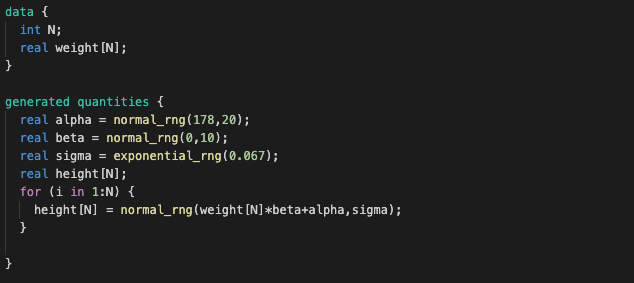 data {
  int N;
  real weight[N];
}

generated quantities {
  real alpha = normal_rng(178,20);
  real beta = normal_rng(0,10);
  real sigma = exponential_rng(0.067);
  real height[N];
  for (i in 1:N) {
    height[N] = normal_rng(weight[N]*beta+alpha,sigma);
  }

}